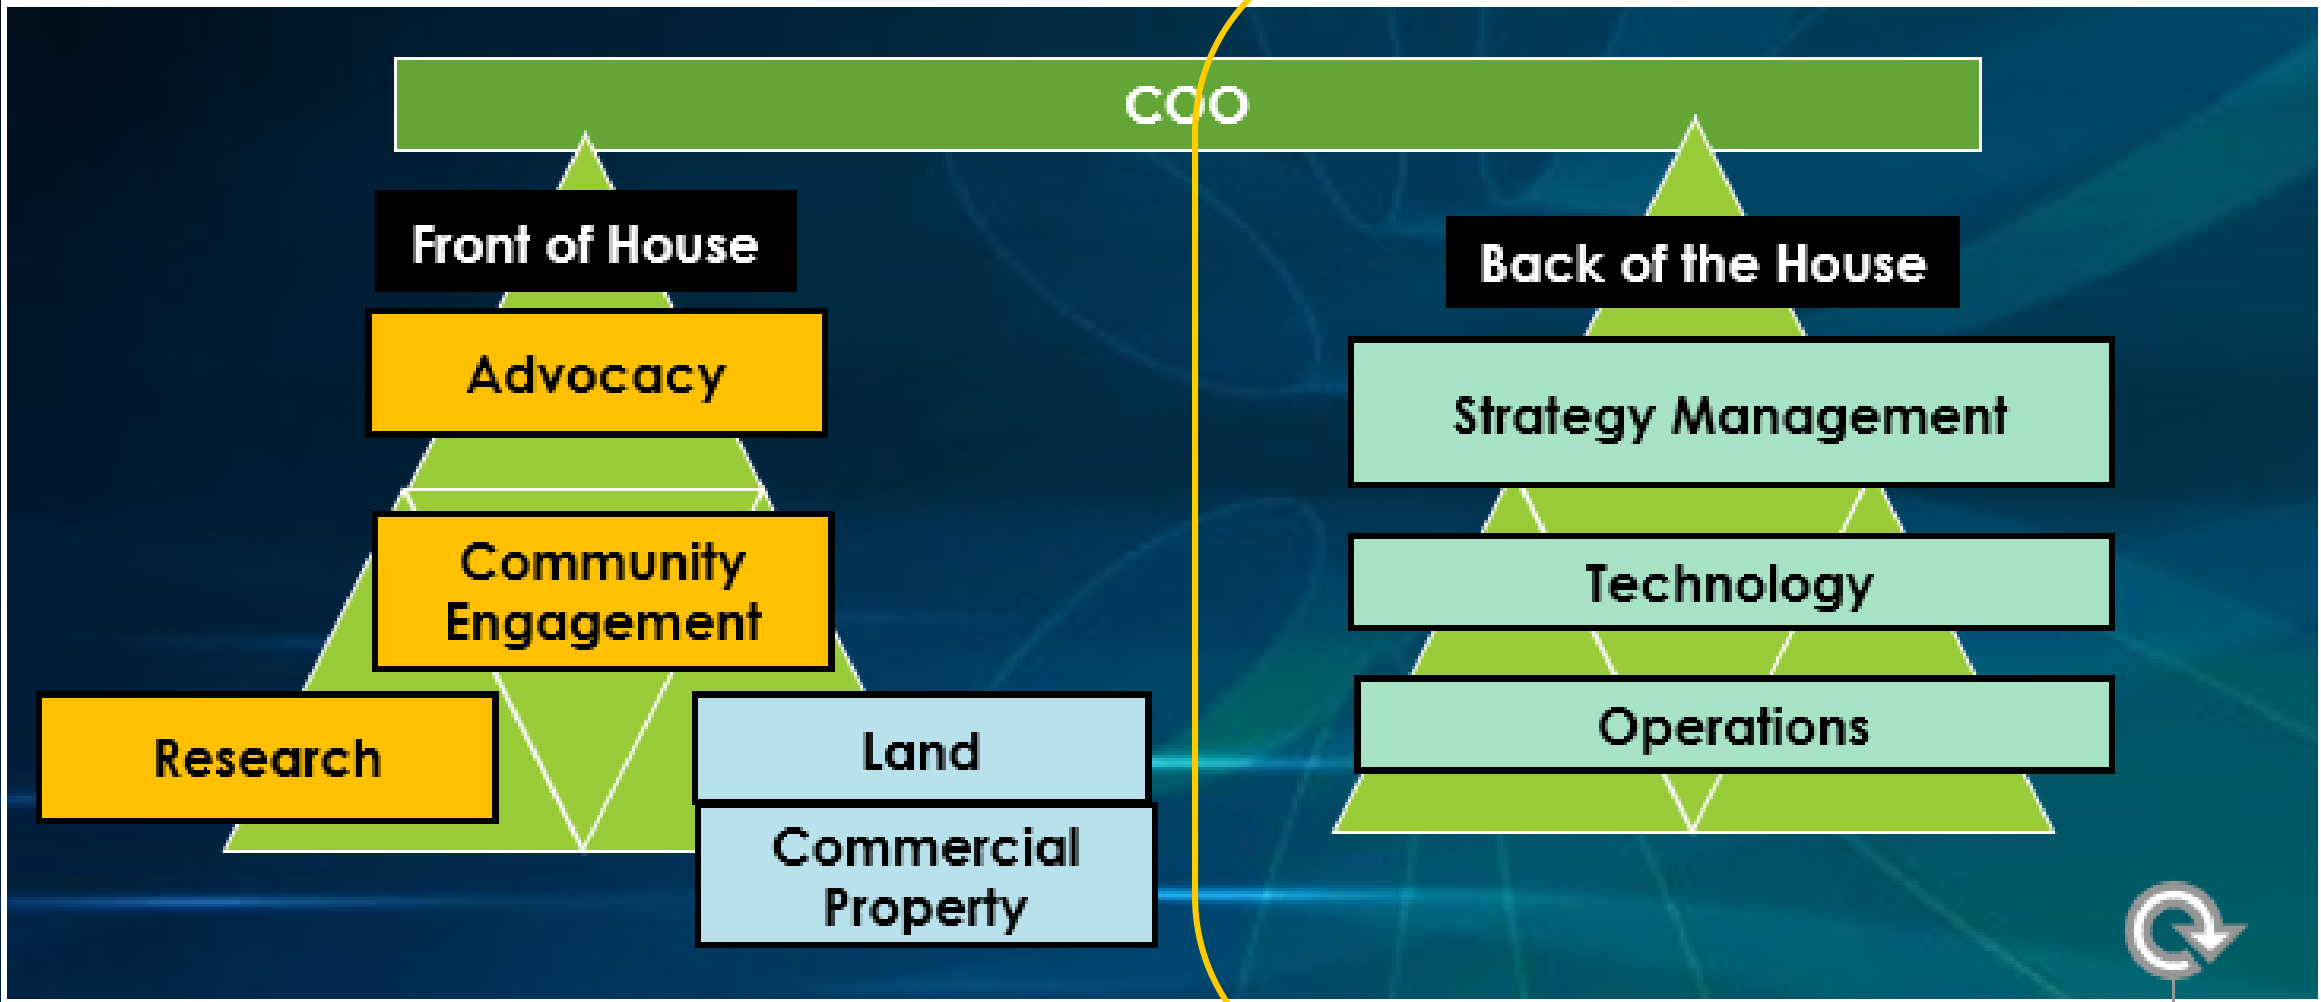 COO
Front of House
Advocacy
Community
Engagement
Research
Land
Commercial
Property
Back of the House
Strategy Management
Technology
Operations